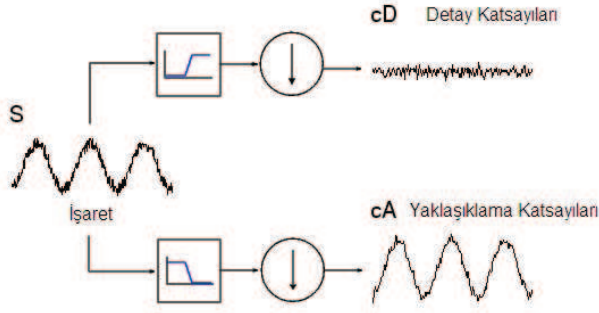 cD Detay Katsayıları
S
İşaret
cA Yaklaşıklama Katsayıları